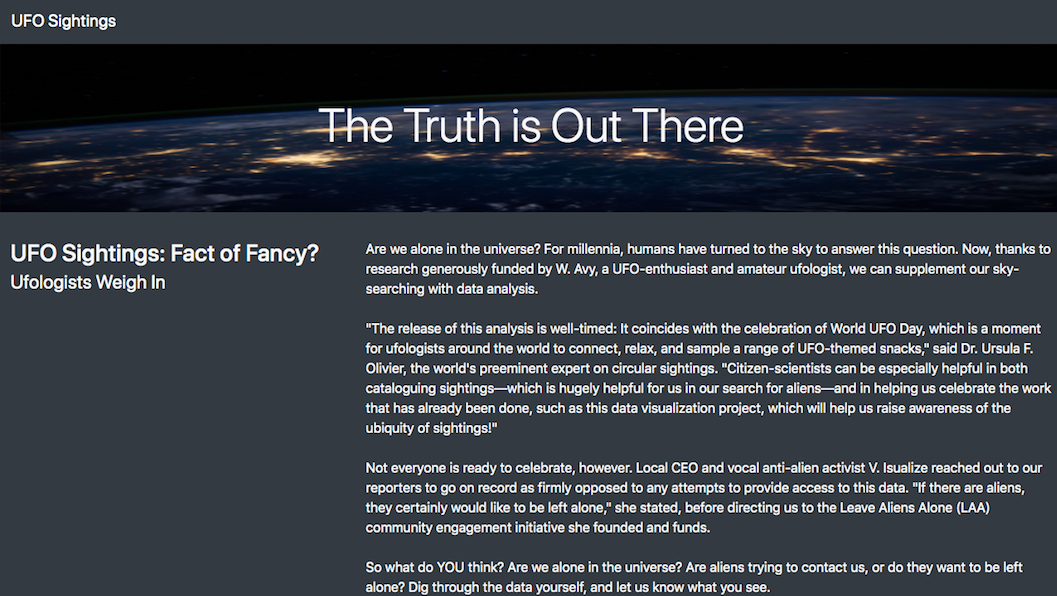 UFO Sightings
The Truth is Out There
UFO Sightings: Fact of Fancy?
Ufologists Weigh In
Are we alone in the universe? For millennia, humans have turned to the sky to answer this question. Now, thanks to
research generously funded by W. Avy, a UFO-enthusiast and amateur ufologist, we can supplement our sky-
searching with data analysis.
"The release of this analysis is well-timed: It coincides with the celebration of World UFO Day, which is a moment
for ufologists around the world to connect, relax, and sample a range of UFO-themed snacks," said Dr. Ursula F.
Olivier, the world's preeminent expert on circular sightings. "Citizen-scientists can be especially helpful in both
cataloguing sightings—which is hugely helpful for us in our search for aliens—and in helping us celebrate the work
that has already been done, such as this data visualization project, which will help us raise awareness of the
ubiquity of sightings!"
Not everyone is ready to celebrate, however. Local CEO and vocal anti-alien activist V. Isualize reached out to our
reporters to go on record as firmly opposed to any attempts to provide access to this data. "If there are aliens,
they certainly would like to be left alone," she stated, before directing us to the Leave Aliens Alone (LAA)
community engagement initiative she founded and funds.
So what do YOU think? Are we alone in the universe? Are aliens trying to contact us, or do they want to be left
alone? Dig through the data yourself, and let us know what you see.